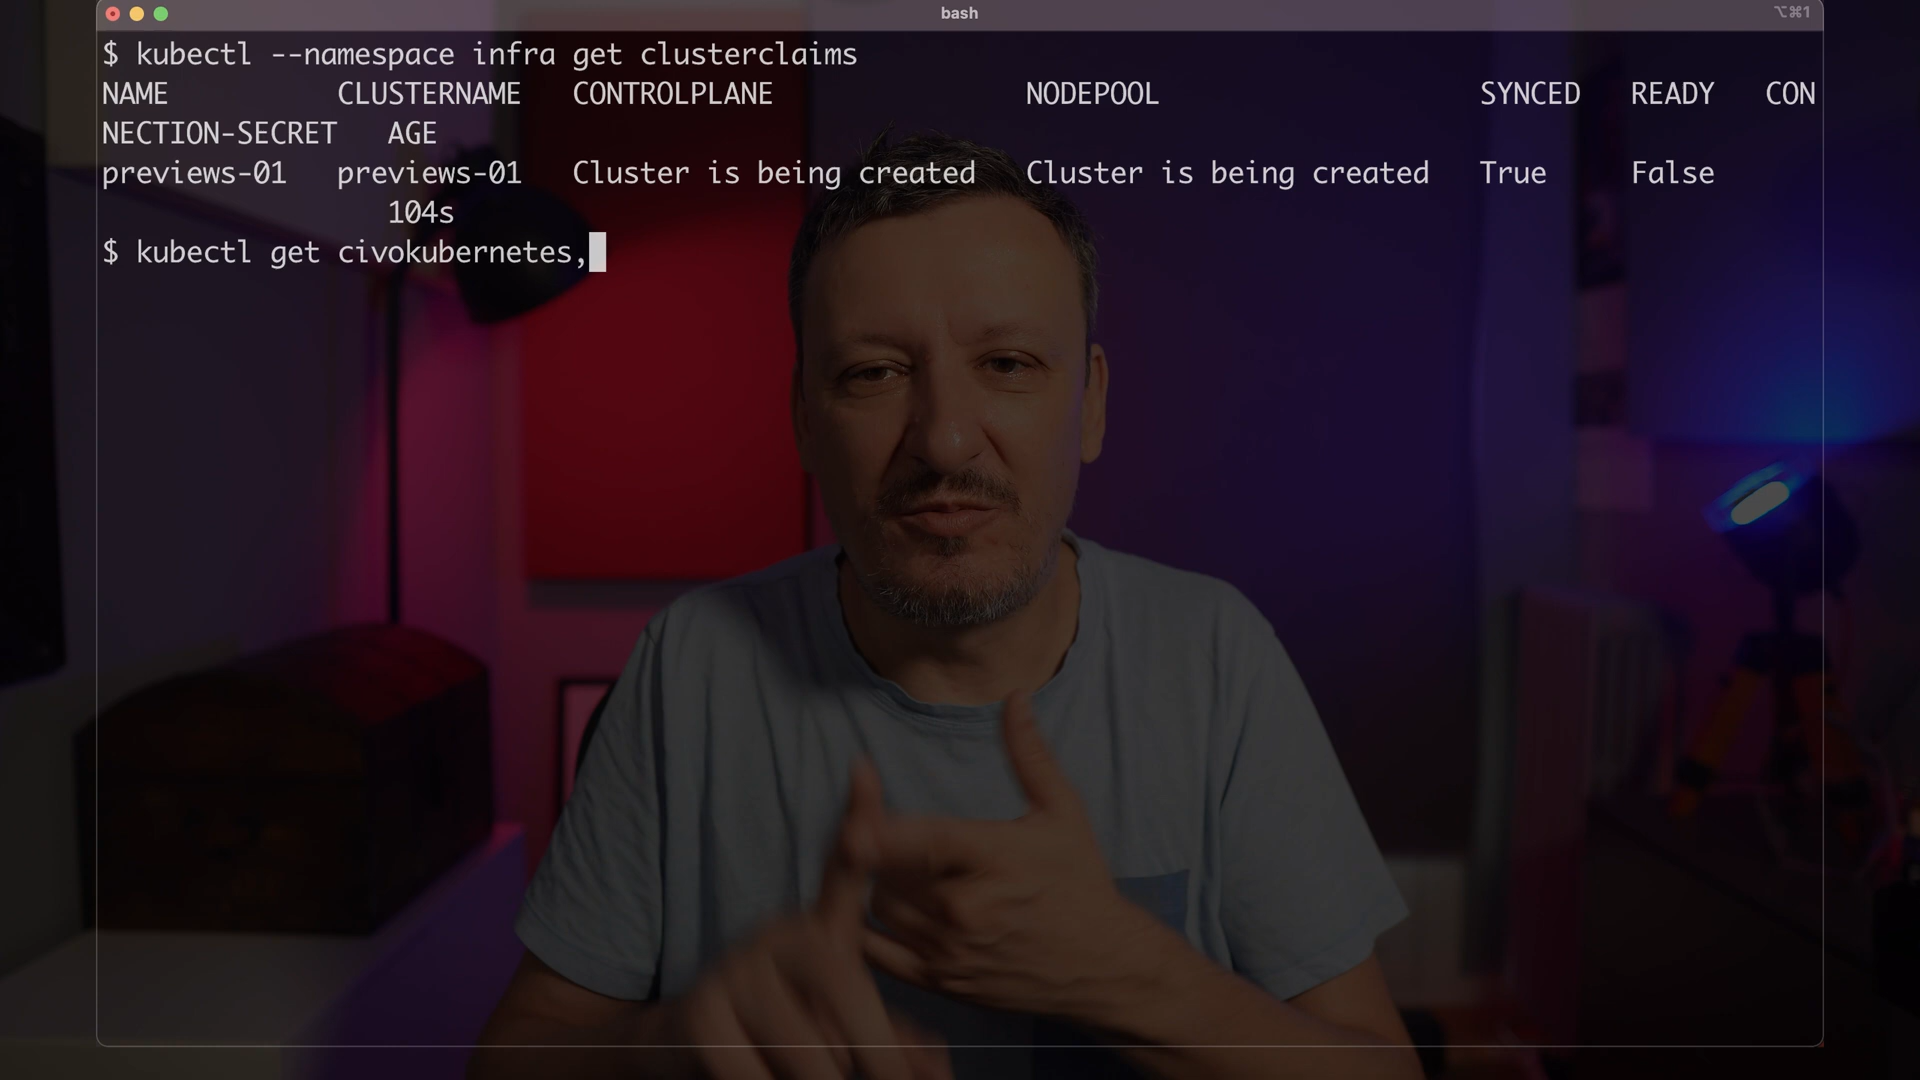 bash
⌥⌘1
$ kubectl --namespace infra get clusterclaims
NAME CLUSTERNAME CONTROLPLANE NODEPOOL SYNCED READY CON
NECTION-SECRET AGE
previews-01 previews-01 Cluster is being created Cluster is being created True False
104s
$ kubectl get civokubernetes,